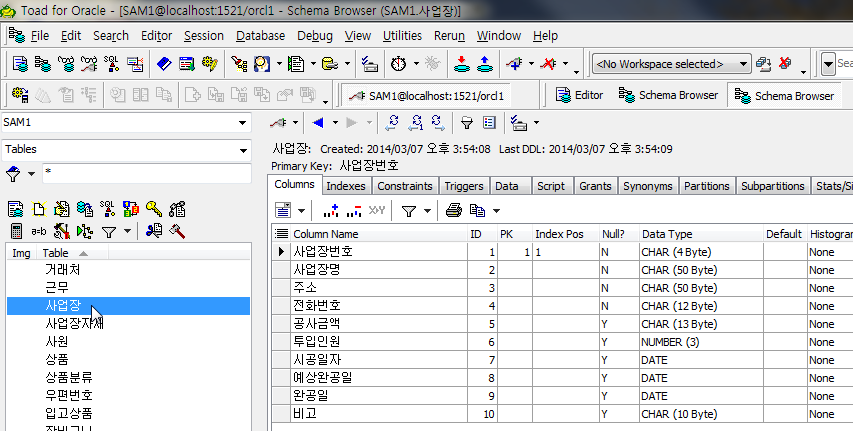 Toad for Oracle - [SAM1@localhost:1521/orcl1 - Schema Browser (SAM1.사업장)]
File Edit Search Editor Session Database Debug Team Utilities Rerun Window Help
<No Workspace selected> Sea
SAM1@localhost:1521/orcl1 Editor Schema Browser Schema Browser
SAM1
Tables
사업장: Created: 2014/03/07 오후 3:54:08 Last DDL: 2014/03/07 오후 3:54:09
Primary Key: 사업장번호
*
Columns Indexes Constraints Triggers Data Script Grants Synonyms Partitions Subpartitions Stats/Si
SQL
Img Table
거래처
근무
사업장
사업장자재
사원
상품
상품분류
우편번호
입고상품
Column Name ID PK Index Pos Null? Data Type Default Histogram
사업장번호 1 1 1 N CHAR (4 Byte) None
사업장명 2 N CHAR (50 Byte) None
주소 3 N CHAR (50 Byte) None
전화번호 4 N CHAR (12 Byte) None
공사금액 5 Y CHAR (13 Byte) None
투입인원 6 Y NUMBER (3) None
시공일자 7 Y DATE None
예상완공일 8 Y DATE None
완공일 9 Y DATE None
비고 10 Y CHAR (10 Byte) None